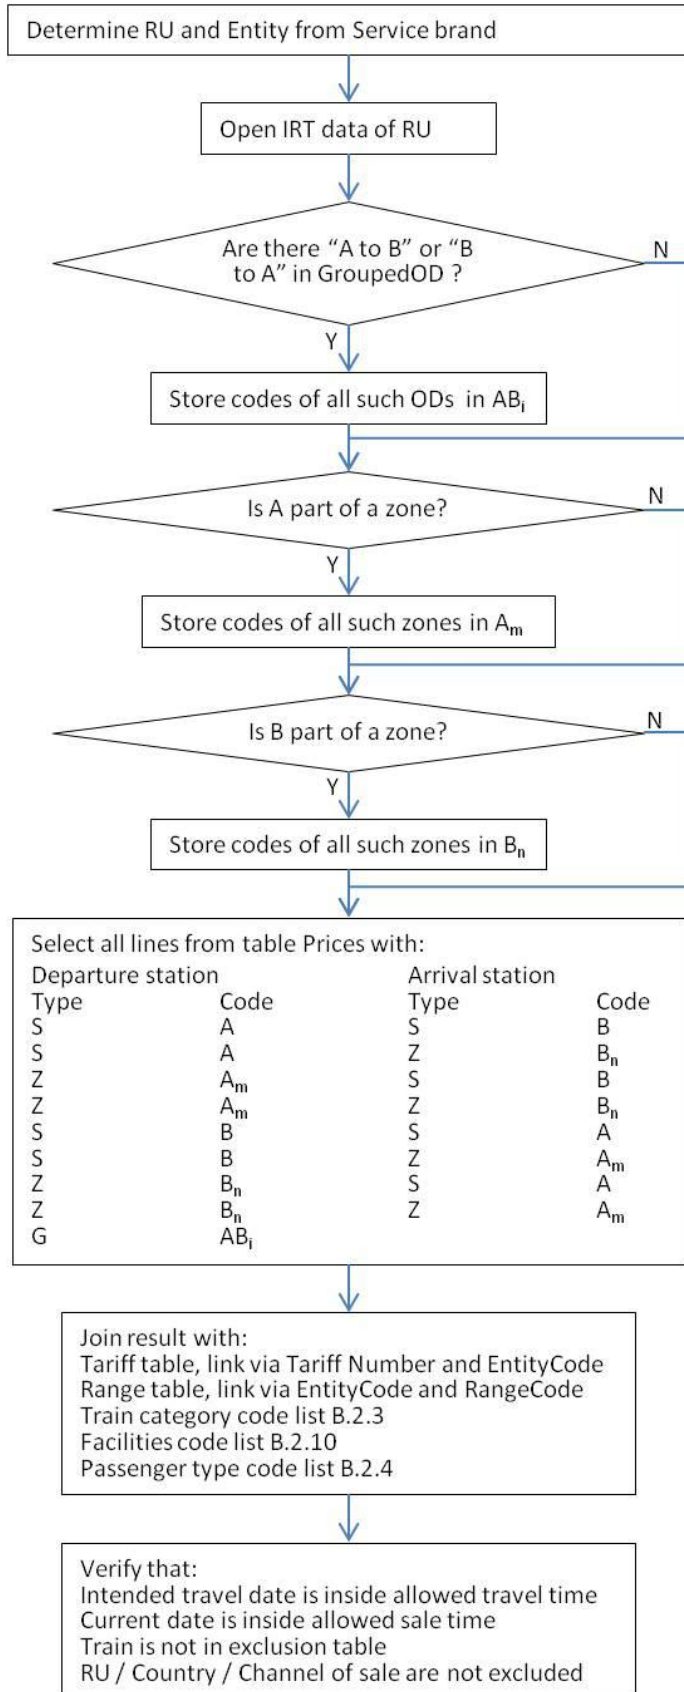 Determine RU and Entity from Service brand
Open IRT data of RU
Are there “A to B” or “B
to A” in GroupedOD ?
N
Y
Store codes of all such ODs in ABi
Is A part of a zone?
N
Y
Store codes of all such zones in Am
Is B part of a zone?
N
Y
Store codes of all such zones in Bn
Select all lines from table Prices with:
Departure station Arrival station
Type Code Type Code
S A S B
S A Z Bn
Z Am S B
Z Am Z Bn
S B S A
S B Z Am
Z Bn S A
Z Bn Z Am
G ABi
Join result with:
Tariff table, link via Tariff Number and EntityCode
Range table, link via EntityCode and RangeCode
Train category code list B.2.3
Facilities code list B.2.10
Passenger type code list B.2.4
Verify that:
Intended travel date is inside allowed travel time
Current date is inside allowed sale time
Train is not in exclusion table
RU / Country / Channel of sale are not excluded